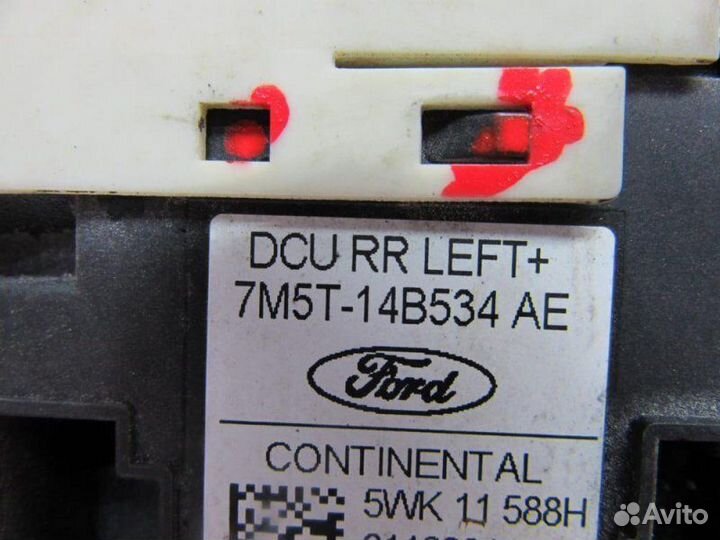 DCU RR LEFT+
7M5T-14B534 AE
Ford
CONTINENTAL
5WK 11 588H
Avito